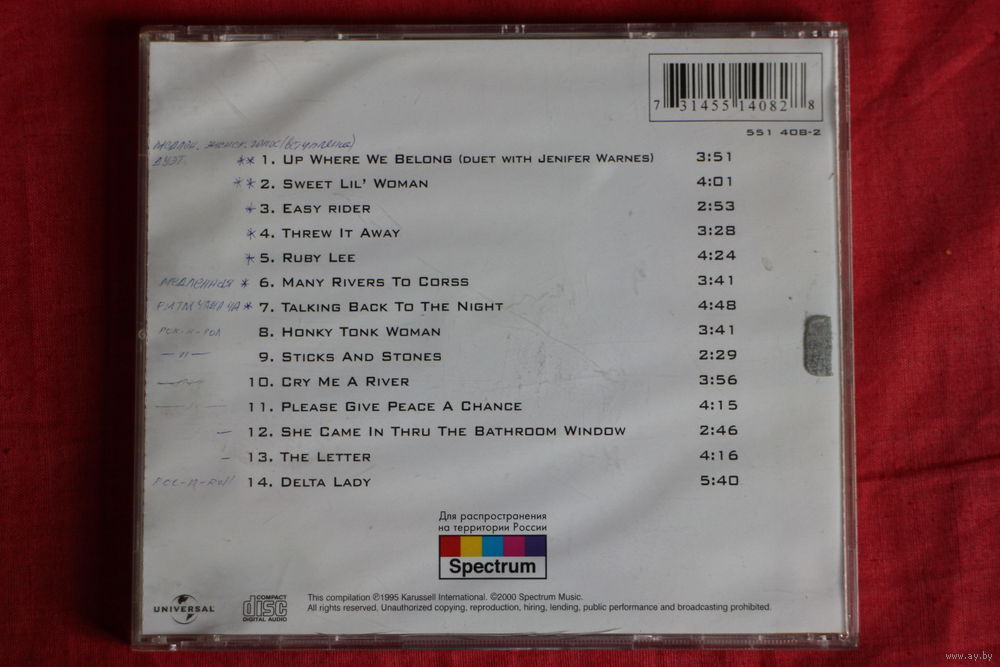 7 31455 14082 8
551 408-2
ДУЭТ ** 1. UP WHERE WE BELONG (DUET WITH JENIFER WARNES) 3:51
** 2. SWEET LIL' WOMAN 4:01
* 3. EASY RIDER 2:53
* 4. THREW IT AWAY 3:28
* 5. RUBY LEE 4:24
МЕДЛЕННАЯ * 6. MANY RIVERS TO CORSS 3:41
* 7. TALKING BACK TO THE NIGHT 4:48
РОК-Н-РОЛ 8. HONKY TONK WOMAN 3:41
—"— 9. STICKS AND STONES 2:29
10. CRY ME A RIVER 3:56
11. PLEASE GIVE PEACE A CHANCE 4:15
12. SHE CAME IN THRU THE BATHROOM WINDOW 2:46
13. THE LETTER 4:16
14. DELTA LADY 5:40
Для распространения
на территории России
Spectrum
UNIVERSAL
COMPACT
disc
DIGITAL AUDIO
This compilation ℗1995 Karussell International. ©2000 Spectrum Music.
All rights reserved, Unauthorized copying, reproduction, hiring, lending, public performance and broadcasting prohibited.
www.ay.by